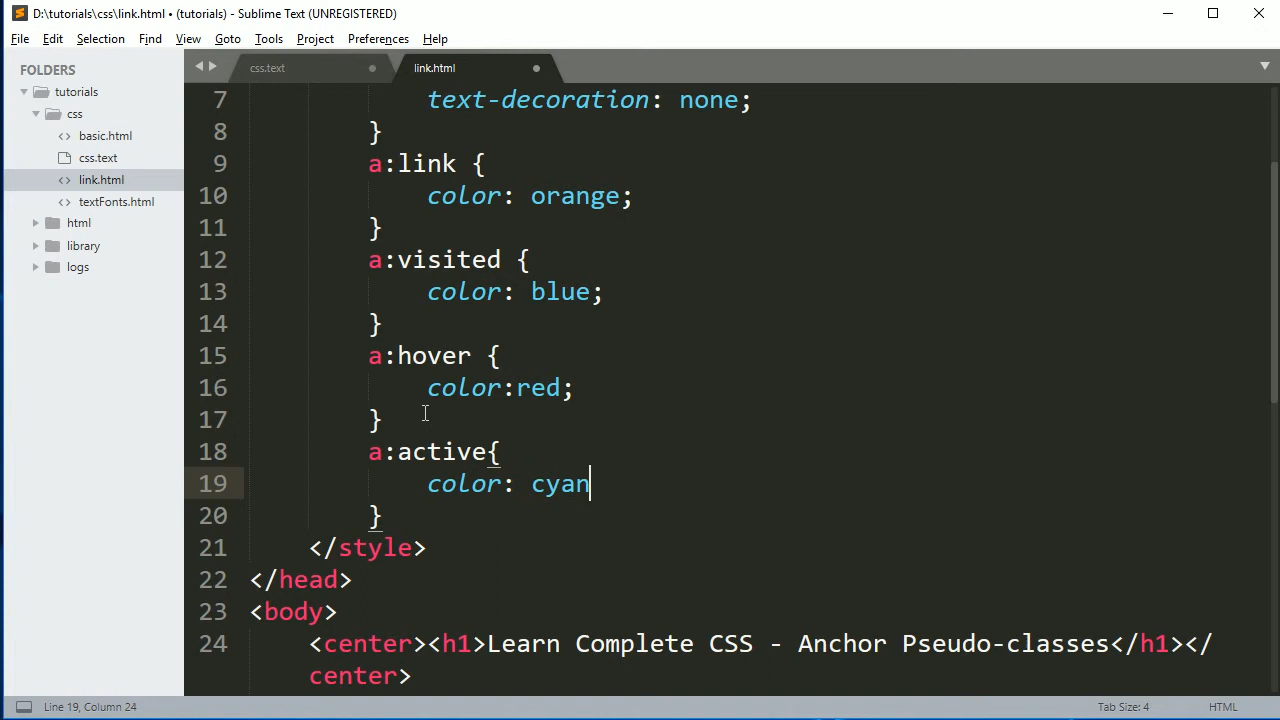 D:\tutorials\css\link.html • (tutorials) - Sublime Text (UNREGISTERED)
File Edit Selection Find View Goto Tools Project Preferences Help
FOLDERS
tutorials
css
basic.html
css.text
link.html
textFonts.html
html
library
logs
css.text link.html
7 text-decoration: none;
8 }
9 a:link {
10 color: orange;
11 }
12 a:visited {
13 color: blue;
14 }
15 a:hover {
16 color:red;
17 }
18 a:active{
19 color: cyan
20 }
21 </style>
22 </head>
23 <body>
24 <center><h1>Learn Complete CSS - Anchor Pseudo-classes</h1></
center>
Line 19, Column 24 Tab Size: 4 HTML